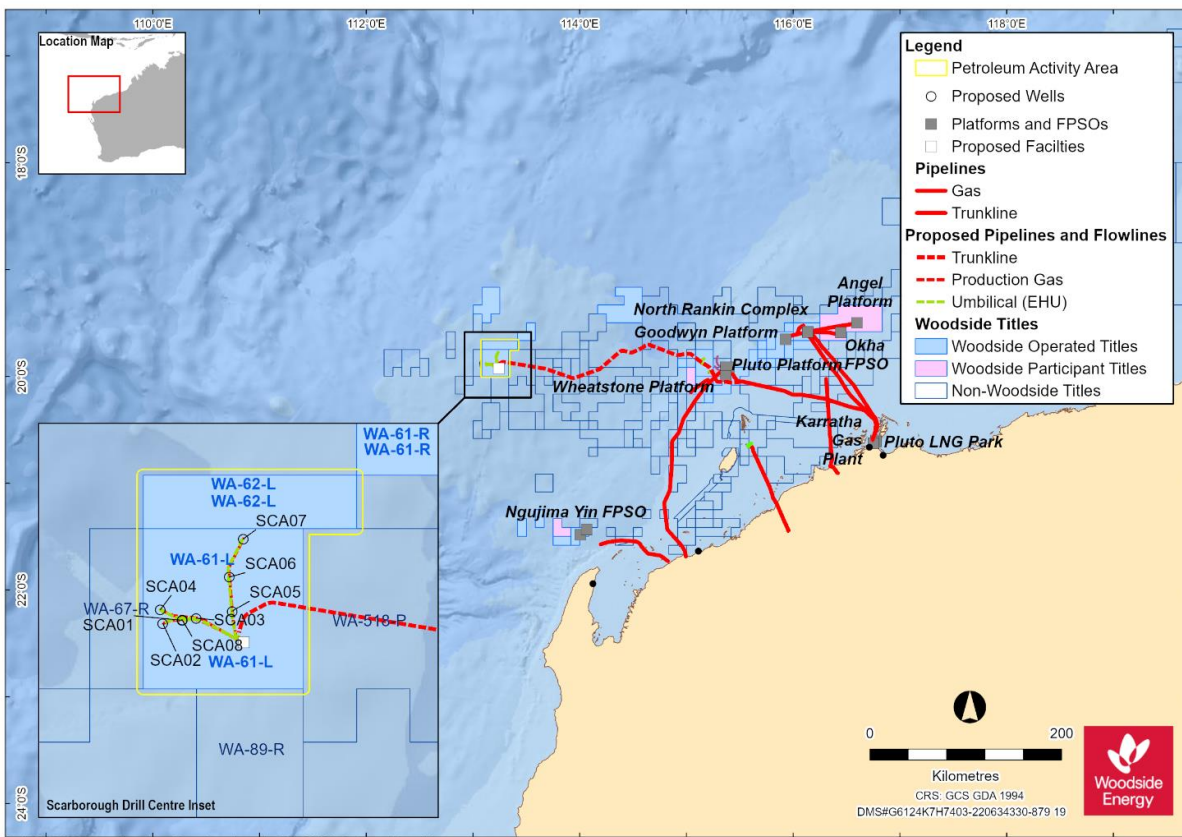 110°0'E
112°0'E
114°0'E
116°0'E
118°0'E
Location Map
18°0'S
20°0'S
22°0'S
24°0'S
Legend
Petroleum Activity Area
Proposed Wells
Platforms and FPSOs
Proposed Facilties
Pipelines
Gas
Trunkline
Proposed Pipelines and Flowlines
Trunkline
Production Gas
Umbilical (EHU)
Woodside Titles
Woodside Operated Titles
Woodside Participant Titles
Non-Woodside Titles
Angel
Platform
North Rankin Complex
Goodwyn Platform
Okha
FPSO
Pluto Platform
Wheatstone Platform
Karratha
Gas
Plant
Pluto LNG Park
Ngujima Yin FPSO
WA-61-R
WA-61-R
WA-62-L
WA-62-L
SCA07
WA-61-L
SCA06
SCA04
SCA05
WA-67-R
SCA01
SCA03
WA-518-P
SCA08
SCA02
WA-61-L
WA-89-R
Scarborough Drill Centre Inset
0
200
Kilometres
CRS: GCS GDA 1994
DMS#G6124K7H7403-220634330-879 19
Woodside
Energy